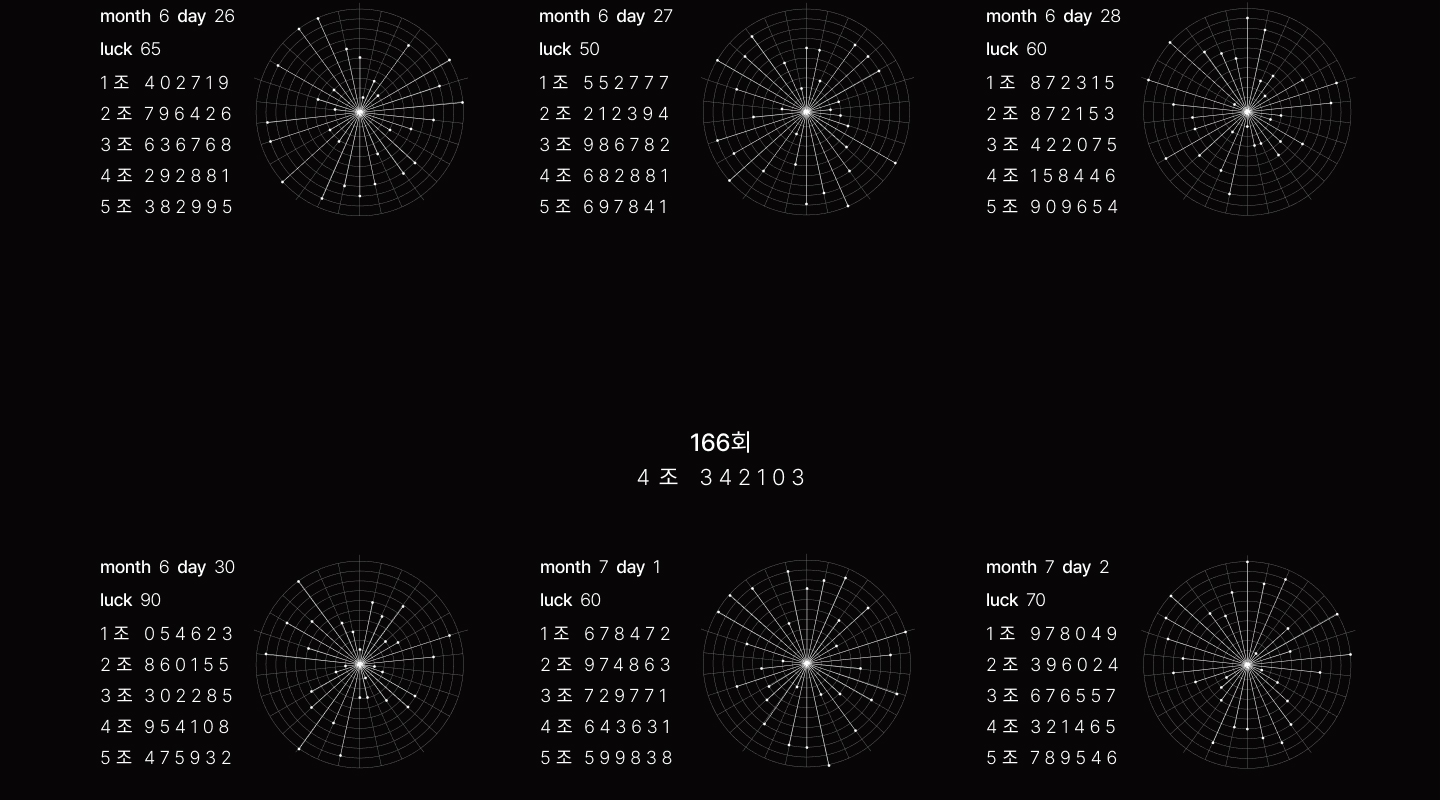 month 6 day 26
luck 65
1조 402719
2조 796426
3조 636768
4조 292881
5조 382995
month 6 day 27
luck 50
1조 552777
2조 212394
3조 986782
4조 682881
5조 697841
month 6 day 28
luck 60
1조 872315
2조 872153
3조 422075
4조 158446
5조 909654
166회
4 조 342103
month 6 day 30
luck 90
1조 054623
2조 860155
3조 302285
4조 954108
5조 475932
month 7 day 1
luck 60
1조 678472
2조 974863
3조 729771
4조 643631
5조 599838
month 7 day 2
luck 70
1조 978049
2조 396024
3조 676557
4조 321465
5조 789546